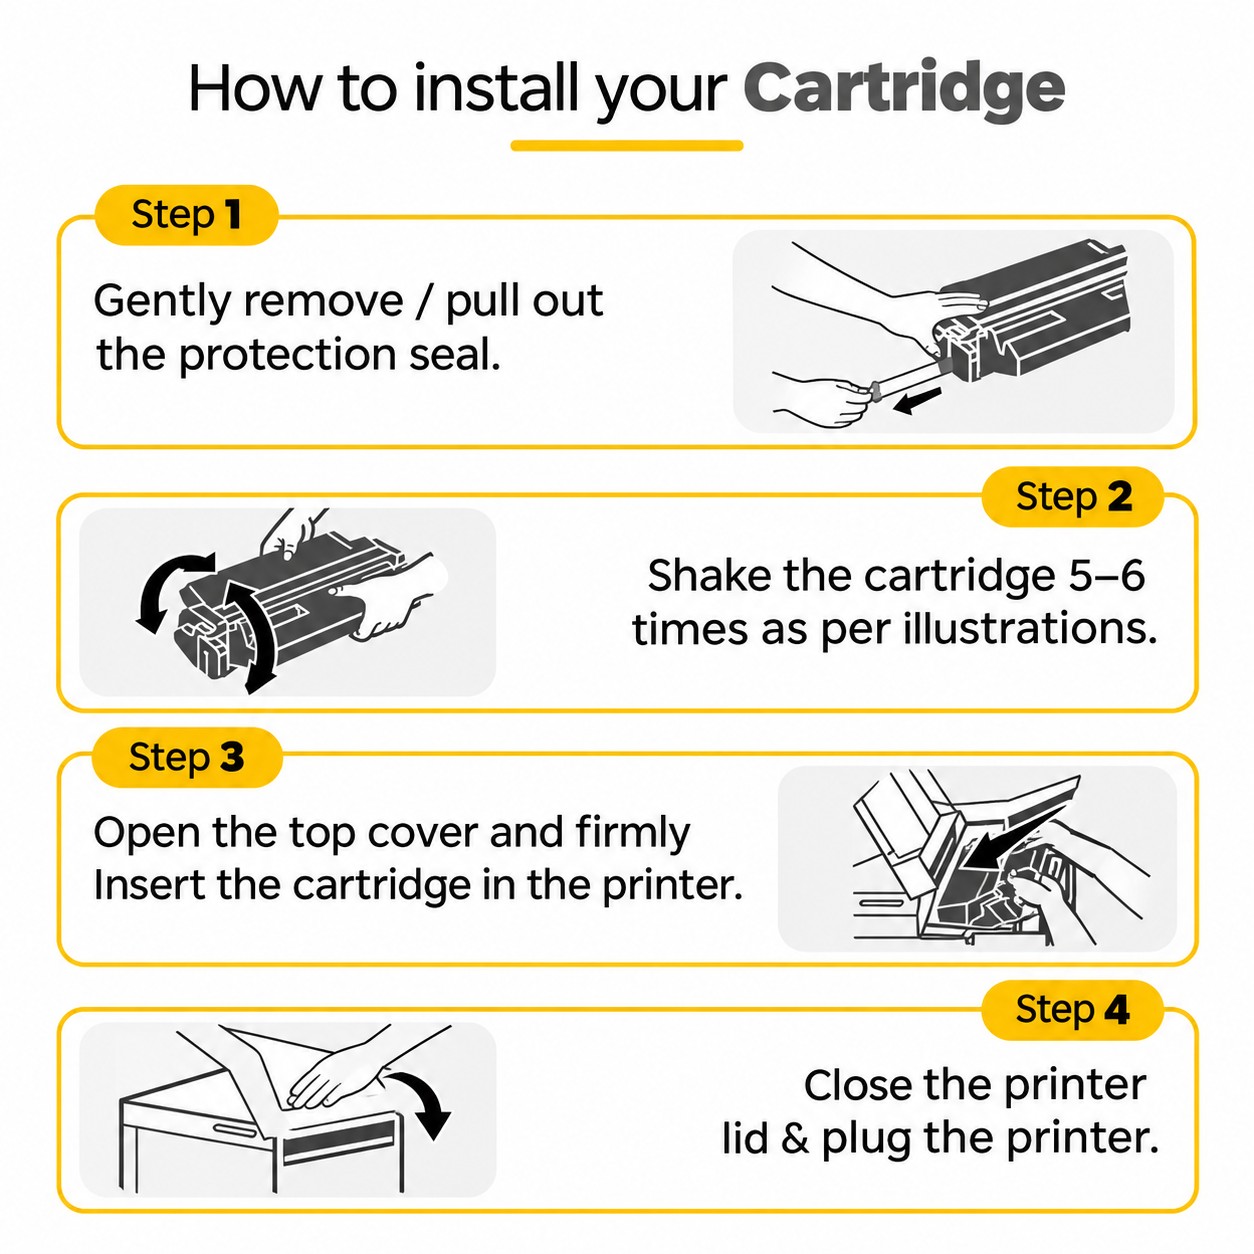 How to install your Cartridge
Step 1
Gently remove / pull out
the protection seal.
Step 2
Shake the cartridge 5–6
times as per illustrations.
Step 3
Open the top cover and firmly
Insert the cartridge in the printer.
Step 4
Close the printer
lid & plug the printer.